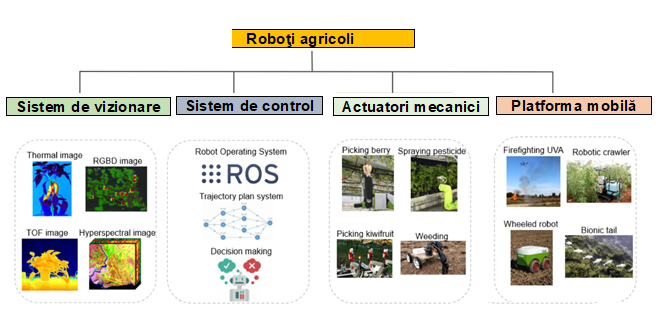 Roboţi agricoli
Sistem de vizionare
Sistem de control
Actuatori mecanici
Platforma mobilă
Thermal image
RGBD image
TOF image
Hyperspectral image
Robot Operating System
ROS
Trajectory plan system
Decision making
Picking berry
Spraying pesticide
Picking kiwifruit
Weeding
Firefighting UVA
Robotic crawler
Wheeled robot
Bionic tail